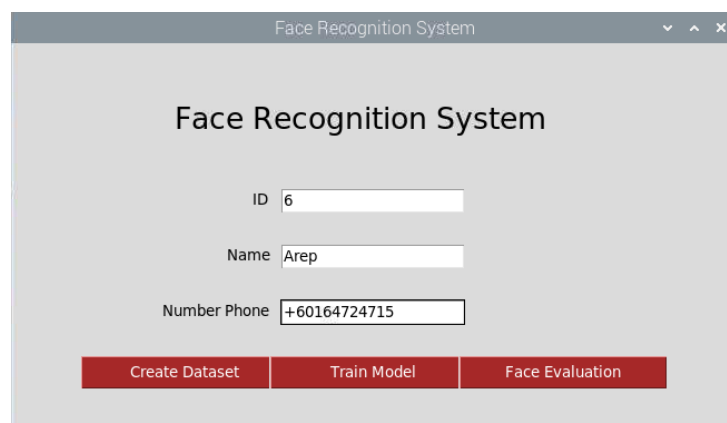 Face Recognition System
Face Recognition System
ID 6
Name Arep
Number Phone +60164724715
Create Dataset Train Model Face Evaluation